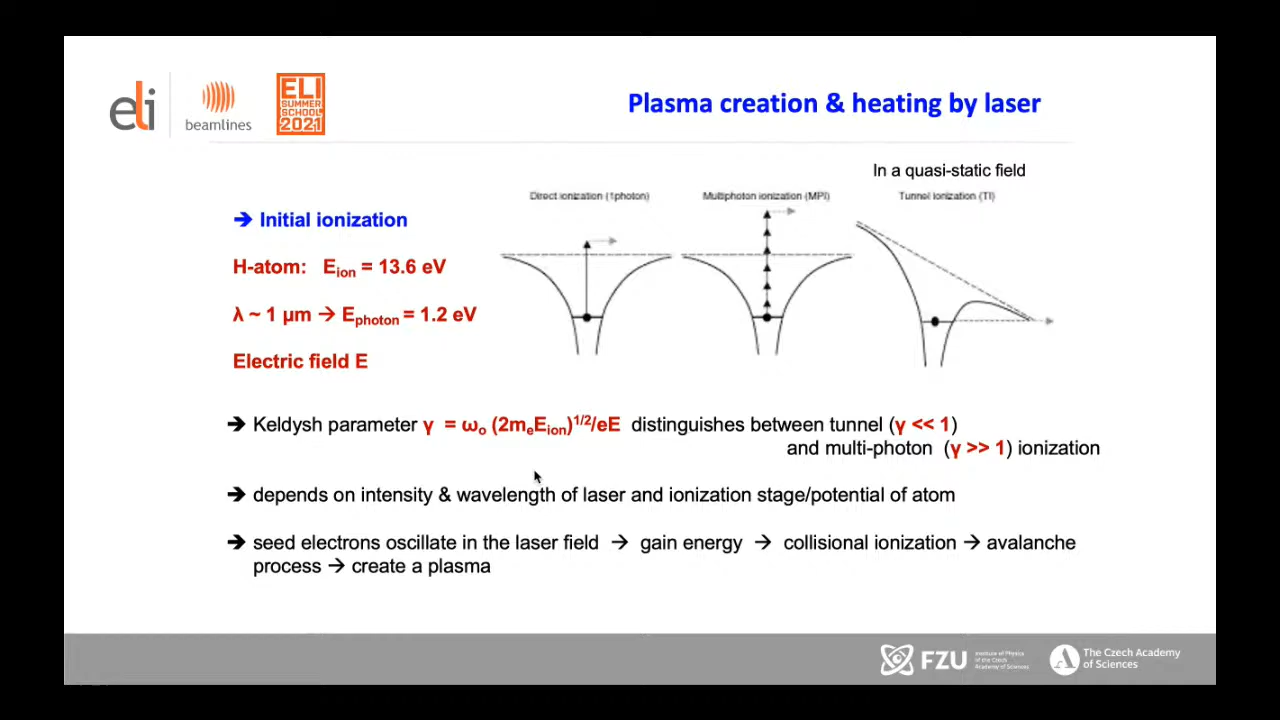 eli
beamlines
ELI
SUMMER
SCHOOL
2021
Plasma creation & heating by laser
In a quasi-static field
Direct ionization (1photon)
Multiphoton ionization (MPI)
Tunnel ionization (TI)
➔ Initial ionization
H-atom: Eion = 13.6 eV
λ ~ 1 µm → Ephoton = 1.2 eV
Electric field E
➔ Keldysh parameter γ = ωo (2meEion)1/2/eE distinguishes between tunnel (γ << 1)
and multi-photon (γ >> 1) ionization
➔ depends on intensity & wavelength of laser and ionization stage/potential of atom
➔ seed electrons oscillate in the laser field → gain energy → collisional ionization → avalanche
process → create a plasma
FZU
Institute of Physics
of the Czech
Academy of Sciences
The Czech Academy
of Sciences